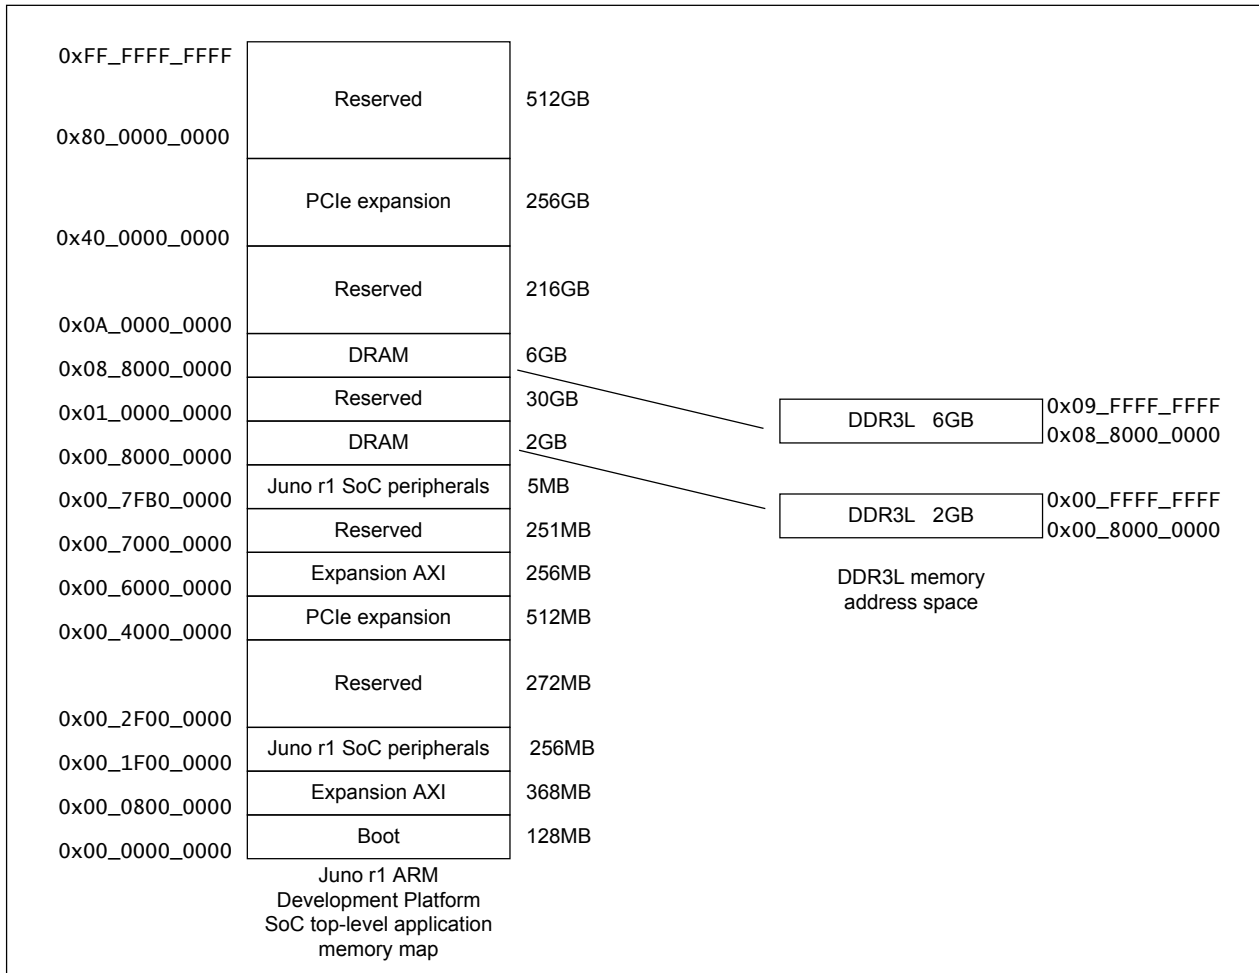 0xFF_FFFF_FFFF
Reserved 512GB
0x80_0000_0000
PCIe expansion 256GB
0x40_0000_0000
Reserved 216GB
0x0A_0000_0000
DRAM 6GB
0x08_8000_0000
Reserved 30GB
0x01_0000_0000
DRAM 2GB
0x00_8000_0000
Juno r1 SoC peripherals 5MB
0x00_7FB0_0000
Reserved 251MB
0x00_7000_0000
Expansion AXI 256MB
0x00_6000_0000
PCIe expansion 512MB
0x00_4000_0000
Reserved 272MB
0x00_2F00_0000
Juno r1 SoC peripherals 256MB
0x00_1F00_0000
Expansion AXI 368MB
0x00_0800_0000
Boot 128MB
0x00_0000_0000
Juno r1 ARM
Development Platform
SoC top-level application
memory map
DDR3L 6GB
0x09_FFFF_FFFF
0x08_8000_0000
DDR3L 2GB
0x00_FFFF_FFFF
0x00_8000_0000
DDR3L memory
address space